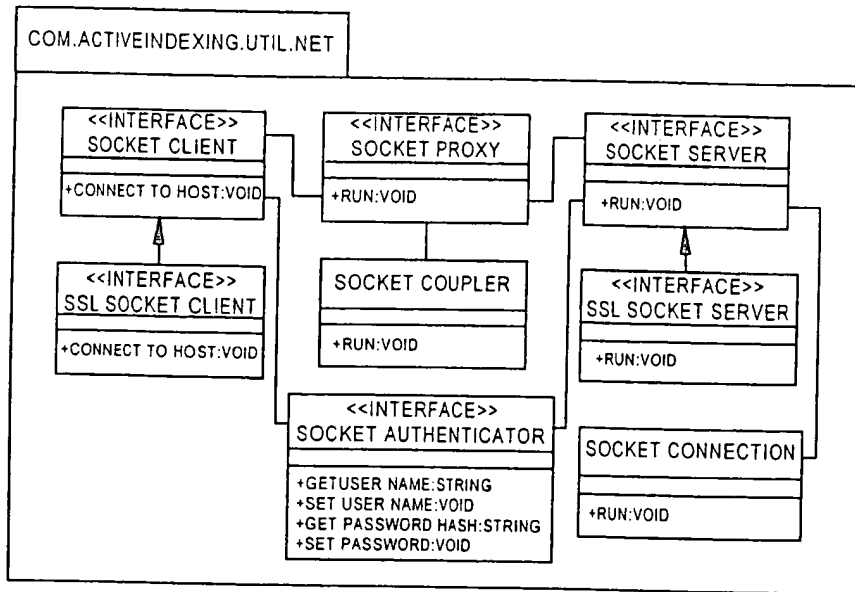 COM.ACTIVEINDEXING.UTIL.NET
<<INTERFACE>>
SOCKET CLIENT
+CONNECT TO HOST:VOID
<<INTERFACE>>
SOCKET PROXY
+RUN:VOID
<<INTERFACE>>
SOCKET SERVER
+RUN:VOID
<<INTERFACE>>
SSL SOCKET CLIENT
+CONNECT TO HOST:VOID
SOCKET COUPLER
+RUN:VOID
<<INTERFACE>>
SSL SOCKET SERVER
+RUN:VOID
<<INTERFACE>>
SOCKET AUTHENTICATOR
+GETUSER NAME:STRING
+SET USER NAME:VOID
+GET PASSWORD HASH:STRING
+SET PASSWORD:VOID
SOCKET CONNECTION
+RUN:VOID